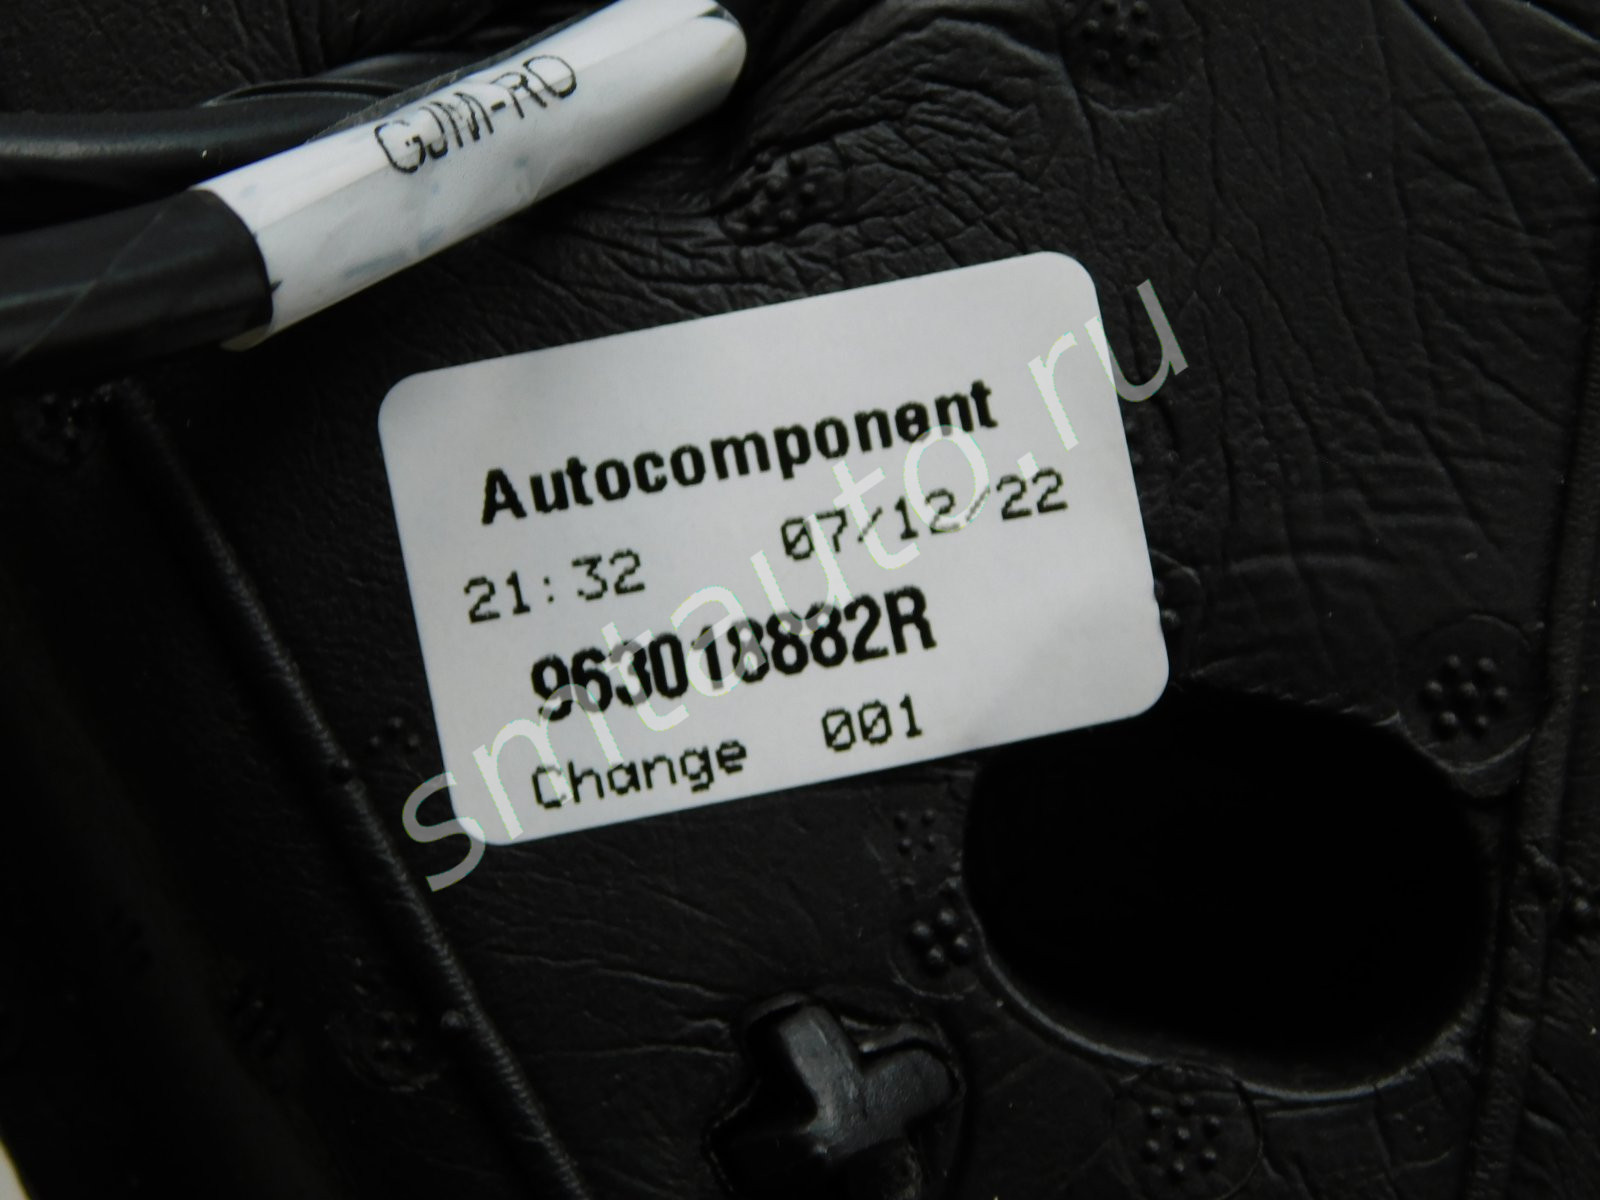 GJM-RO
Autocomponent
21:32 07/12/22
963018882R
Change 001
smtauto.ru